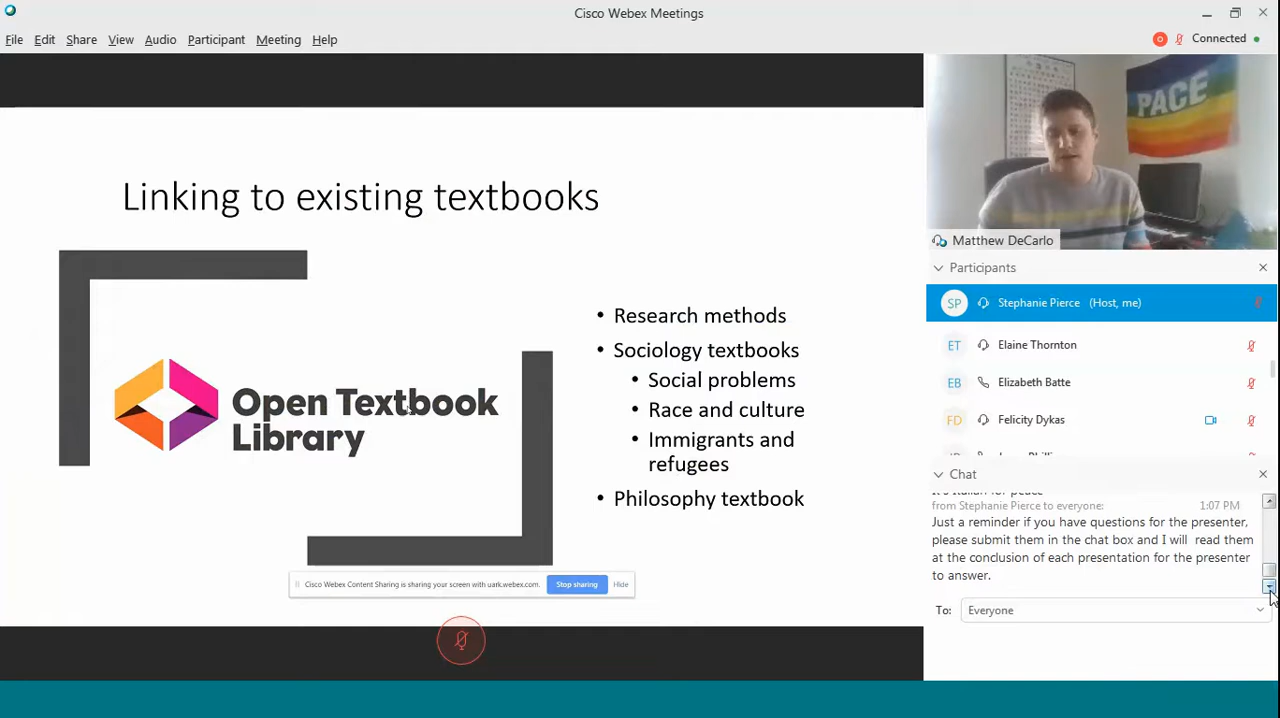 Cisco Webex Meetings
File Edit Share View Audio Participant Meeting Help
Connected
Linking to existing textbooks
Open Textbook
Library
• Research methods
• Sociology textbooks
• Social problems
• Race and culture
• Immigrants and
refugees
• Philosophy textbook
Cisco Webex Content Sharing is sharing your screen with uark.webex.com.
Stop sharing
Hide
PACE
Matthew DeCarlo
Participants
SP Stephanie Pierce (Host, me)
ET Elaine Thornton
EB Elizabeth Batte
FD Felicity Dykas
Chat
It's Italian for peace
from Stephanie Pierce to everyone: 1:07 PM
Just a reminder if you have questions for the presenter,
please submit them in the chat box and I will read them
at the conclusion of each presentation for the presenter
to answer.
To: Everyone